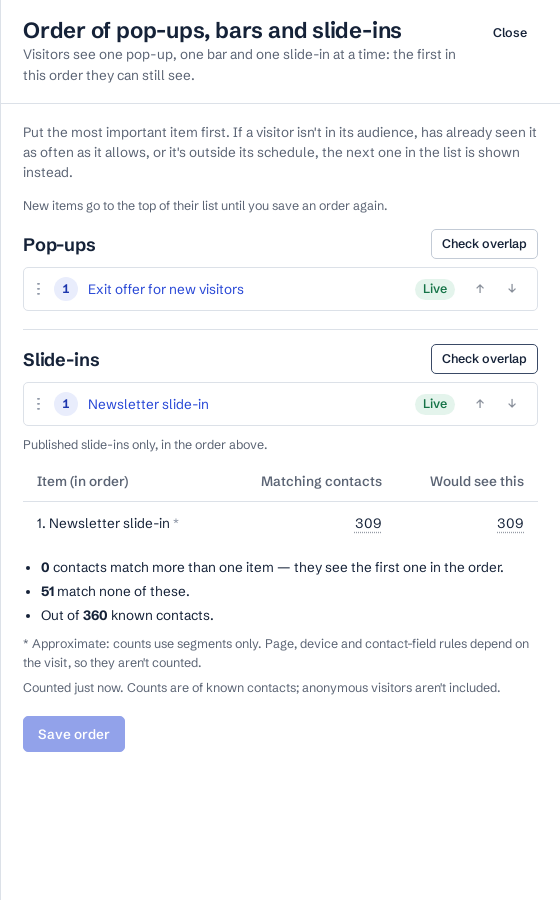 Order of pop-ups, bars and slide-ins
Close
Visitors see one pop-up, one bar and one slide-in at a time: the first in
this order they can still see.
Put the most important item first. If a visitor isn't in its audience, has already seen it
as often as it allows, or it's outside its schedule, the next one in the list is shown
instead.
New items go to the top of their list until you save an order again.
Pop-ups
Check overlap
1 Exit offer for new visitors Live ↑ ↓
Slide-ins
Check overlap
1 Newsletter slide-in Live ↑ ↓
Published slide-ins only, in the order above.
Item (in order) Matching contacts Would see this
1. Newsletter slide-in * 309 309
• 0 contacts match more than one item — they see the first one in the order.
• 51 match none of these.
• Out of 360 known contacts.
* Approximate: counts use segments only. Page, device and contact-field rules depend on
the visit, so they aren't counted.
Counted just now. Counts are of known contacts; anonymous visitors aren't included.
Save order